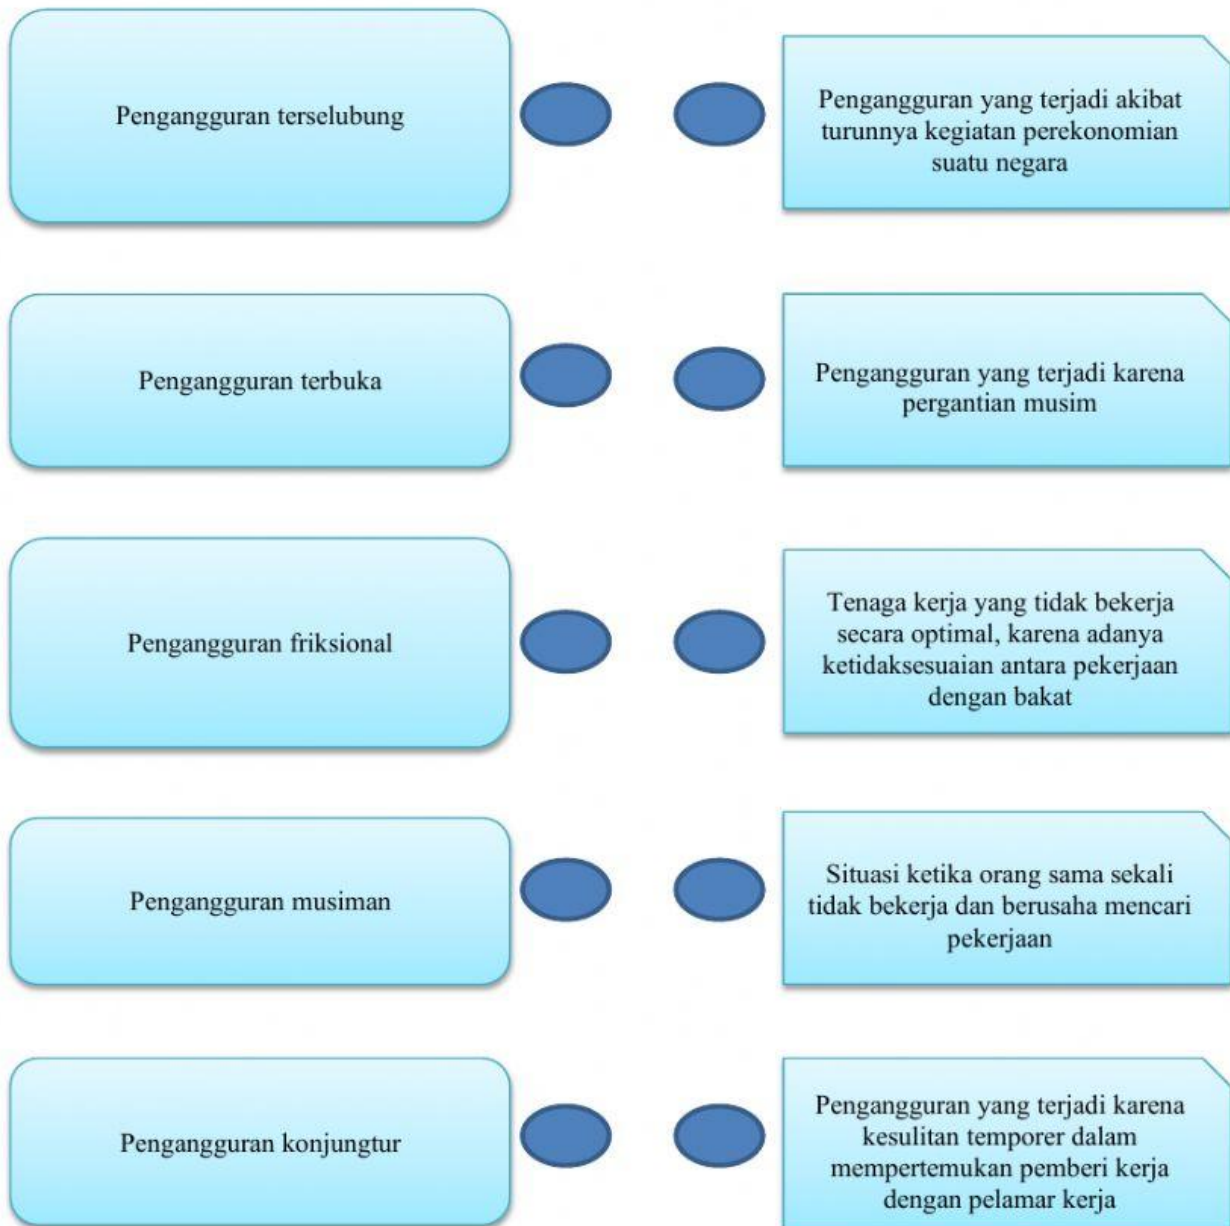 Pengangguran terselubung
Pengangguran yang terjadi akibat
turunnya kegiatan perekonomian
suatu negara
Pengangguran terbuka
Pengangguran yang terjadi karena
pergantian musim
Pengangguran friksional
Tenaga kerja yang tidak bekerja
secara optimal, karena adanya
ketidaksesuaian antara pekerjaan
dengan bakat
Pengangguran musiman
Situasi ketika orang sama sekali
tidak bekerja dan berusaha mencari
pekerjaan
Pengangguran konjungtur
Pengangguran yang terjadi karena
kesulitan temporer dalam
mempertemukan pemberi kerja
dengan pelamar kerja